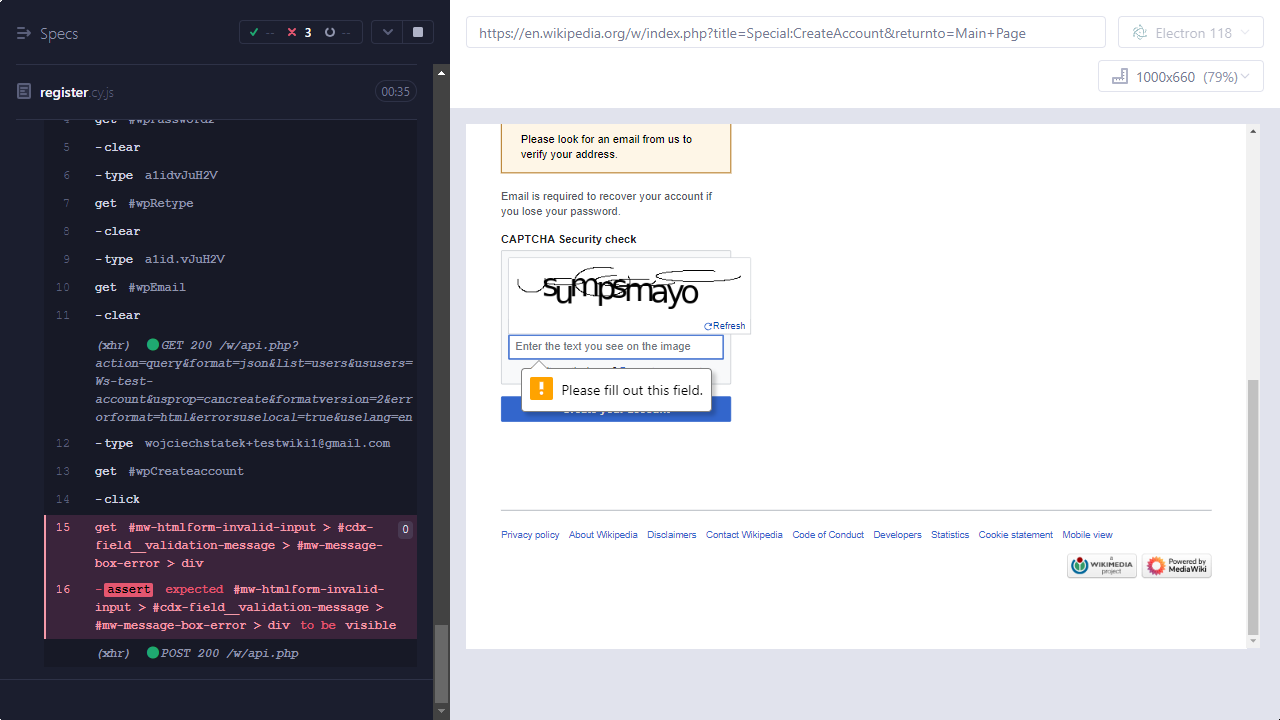 Specs
-- 3 --
https://en.wikipedia.org/w/index.php?title=Special:CreateAccount&returnto=Main+Page
Electron 118
1000x660 (79%)
register.cy.js
00:35
4 get #wpPassword2
5 -clear
6 -type a1idvJuH2V
7 get #wpRetype
8 -clear
9 -type a1id.vJuH2V
10 get #wpEmail
11 -clear
(xhr) GET 200 /w/api.php?
action=query&format=json&list=users&ususers=
Ws-test-
account&usprop=cancreate&formatversion=2&err
orformat=html&errorsuselocal=true&uselang=en
12 -type wojciechstatek+testwiki1@gmail.com
13 get #wpCreateaccount
14 -click
15 get #mw-htmlform-invalid-input > #cdx-
field__validation-message > #mw-message-
box-error > div
0
16 -assert expected #mw-htmlform-invalid-
input > #cdx-field__validation-message >
#mw-message-box-error > div to be visible
(xhr) POST 200 /w/api.php
Please look for an email from us to
verify your address.
Email is required to recover your account if
you lose your password.
CAPTCHA Security check
sumpsmayo
Refresh
Enter the text you see on the image
Please fill out this field.
Privacy policy About Wikipedia Disclaimers Contact Wikipedia Code of Conduct Developers Statistics Cookie statement Mobile view
A WIKIMEDIA project
Powered by MediaWiki